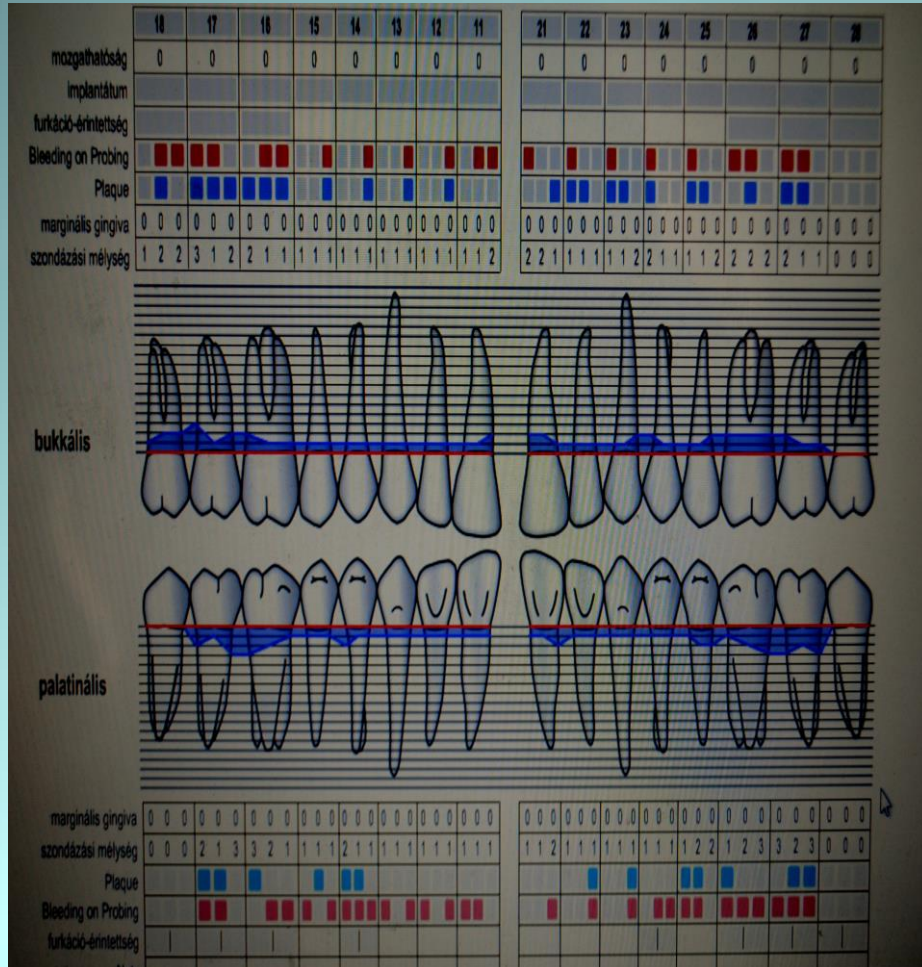 18 17 16 15 14 13 12 11 21 22 23 24 25 26 27 28
mozgathatóság 0 0 0 0 0 0 0 0 0 0 0 0 0 0 0 0
implantátum
furkáció-érintettség
Bleeding on Probing
Plaque
marginális gingiva 0 0 0 0 0 0 0 0 0 0 0 0 0 0 0 0 0 0 0 0 0 0 0 0 0 0 0 0 0 0 0 0 0 0 0 0 0 0 0 0 0 0 0 0 0 0 0 0
szondázási mélység 1 2 2 3 1 2 2 1 1 1 1 1 1 1 1 1 1 1 1 1 1 1 1 2 2 2 1 1 1 1 1 1 2 2 1 1 1 1 2 2 2 2 2 1 1 0 0 0
bukkális
palatinális
marginális gingiva 0 0 0 0 0 0 0 0 0 0 0 0 0 0 0 0 0 0 0 0 0 0 0 0 0 0 0 0 0 0 0 0 0 0 0 0 0 0 0 0 0 0 0 0 0 0 0 0
szondázási mélység 0 0 0 2 1 3 3 2 1 1 1 1 2 1 1 1 1 1 1 1 1 1 1 1 1 1 2 1 1 1 1 1 1 1 1 1 1 2 2 1 2 3 3 2 3 0 0 0
Plaque
Bleeding on Probing
furkáció-érintettség